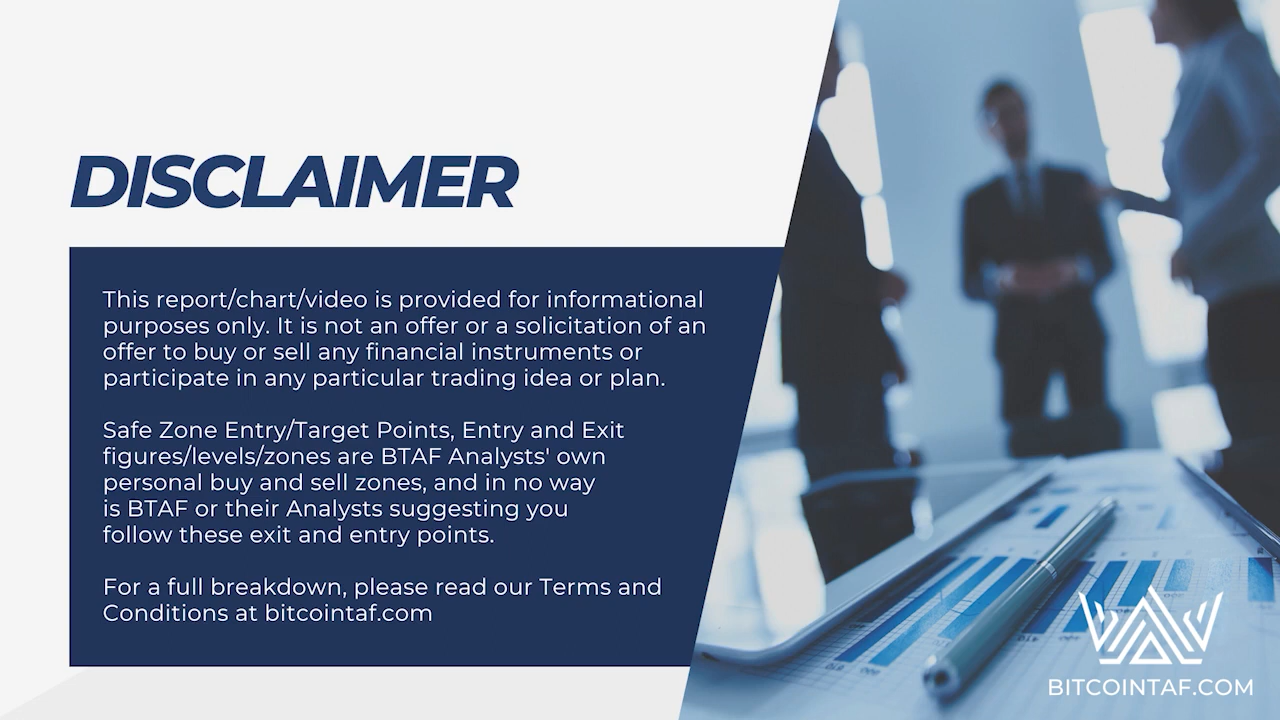 DISCLAIMER
This report/chart/video is provided for informational
purposes only. It is not an offer or a solicitation of an
offer to buy or sell any financial instruments or
participate in any particular trading idea or plan.
Safe Zone Entry/Target Points, Entry and Exit
figures/levels/zones are BTAF Analysts' own
personal buy and sell zones, and in no way
is BTAF or their Analysts suggesting you
follow these exit and entry points.
For a full breakdown, please read our Terms and
Conditions at bitcointaf.com
BITCOINTAF.COM